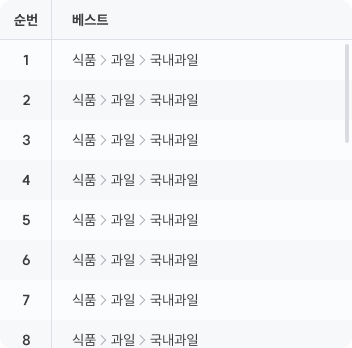 순번 베스트
1 식품 > 과일 > 국내과일
2 식품 > 과일 > 국내과일
3 식품 > 과일 > 국내과일
4 식품 > 과일 > 국내과일
5 식품 > 과일 > 국내과일
6 식품 > 과일 > 국내과일
7 식품 > 과일 > 국내과일
8 식품 > 과일 > 국내과일